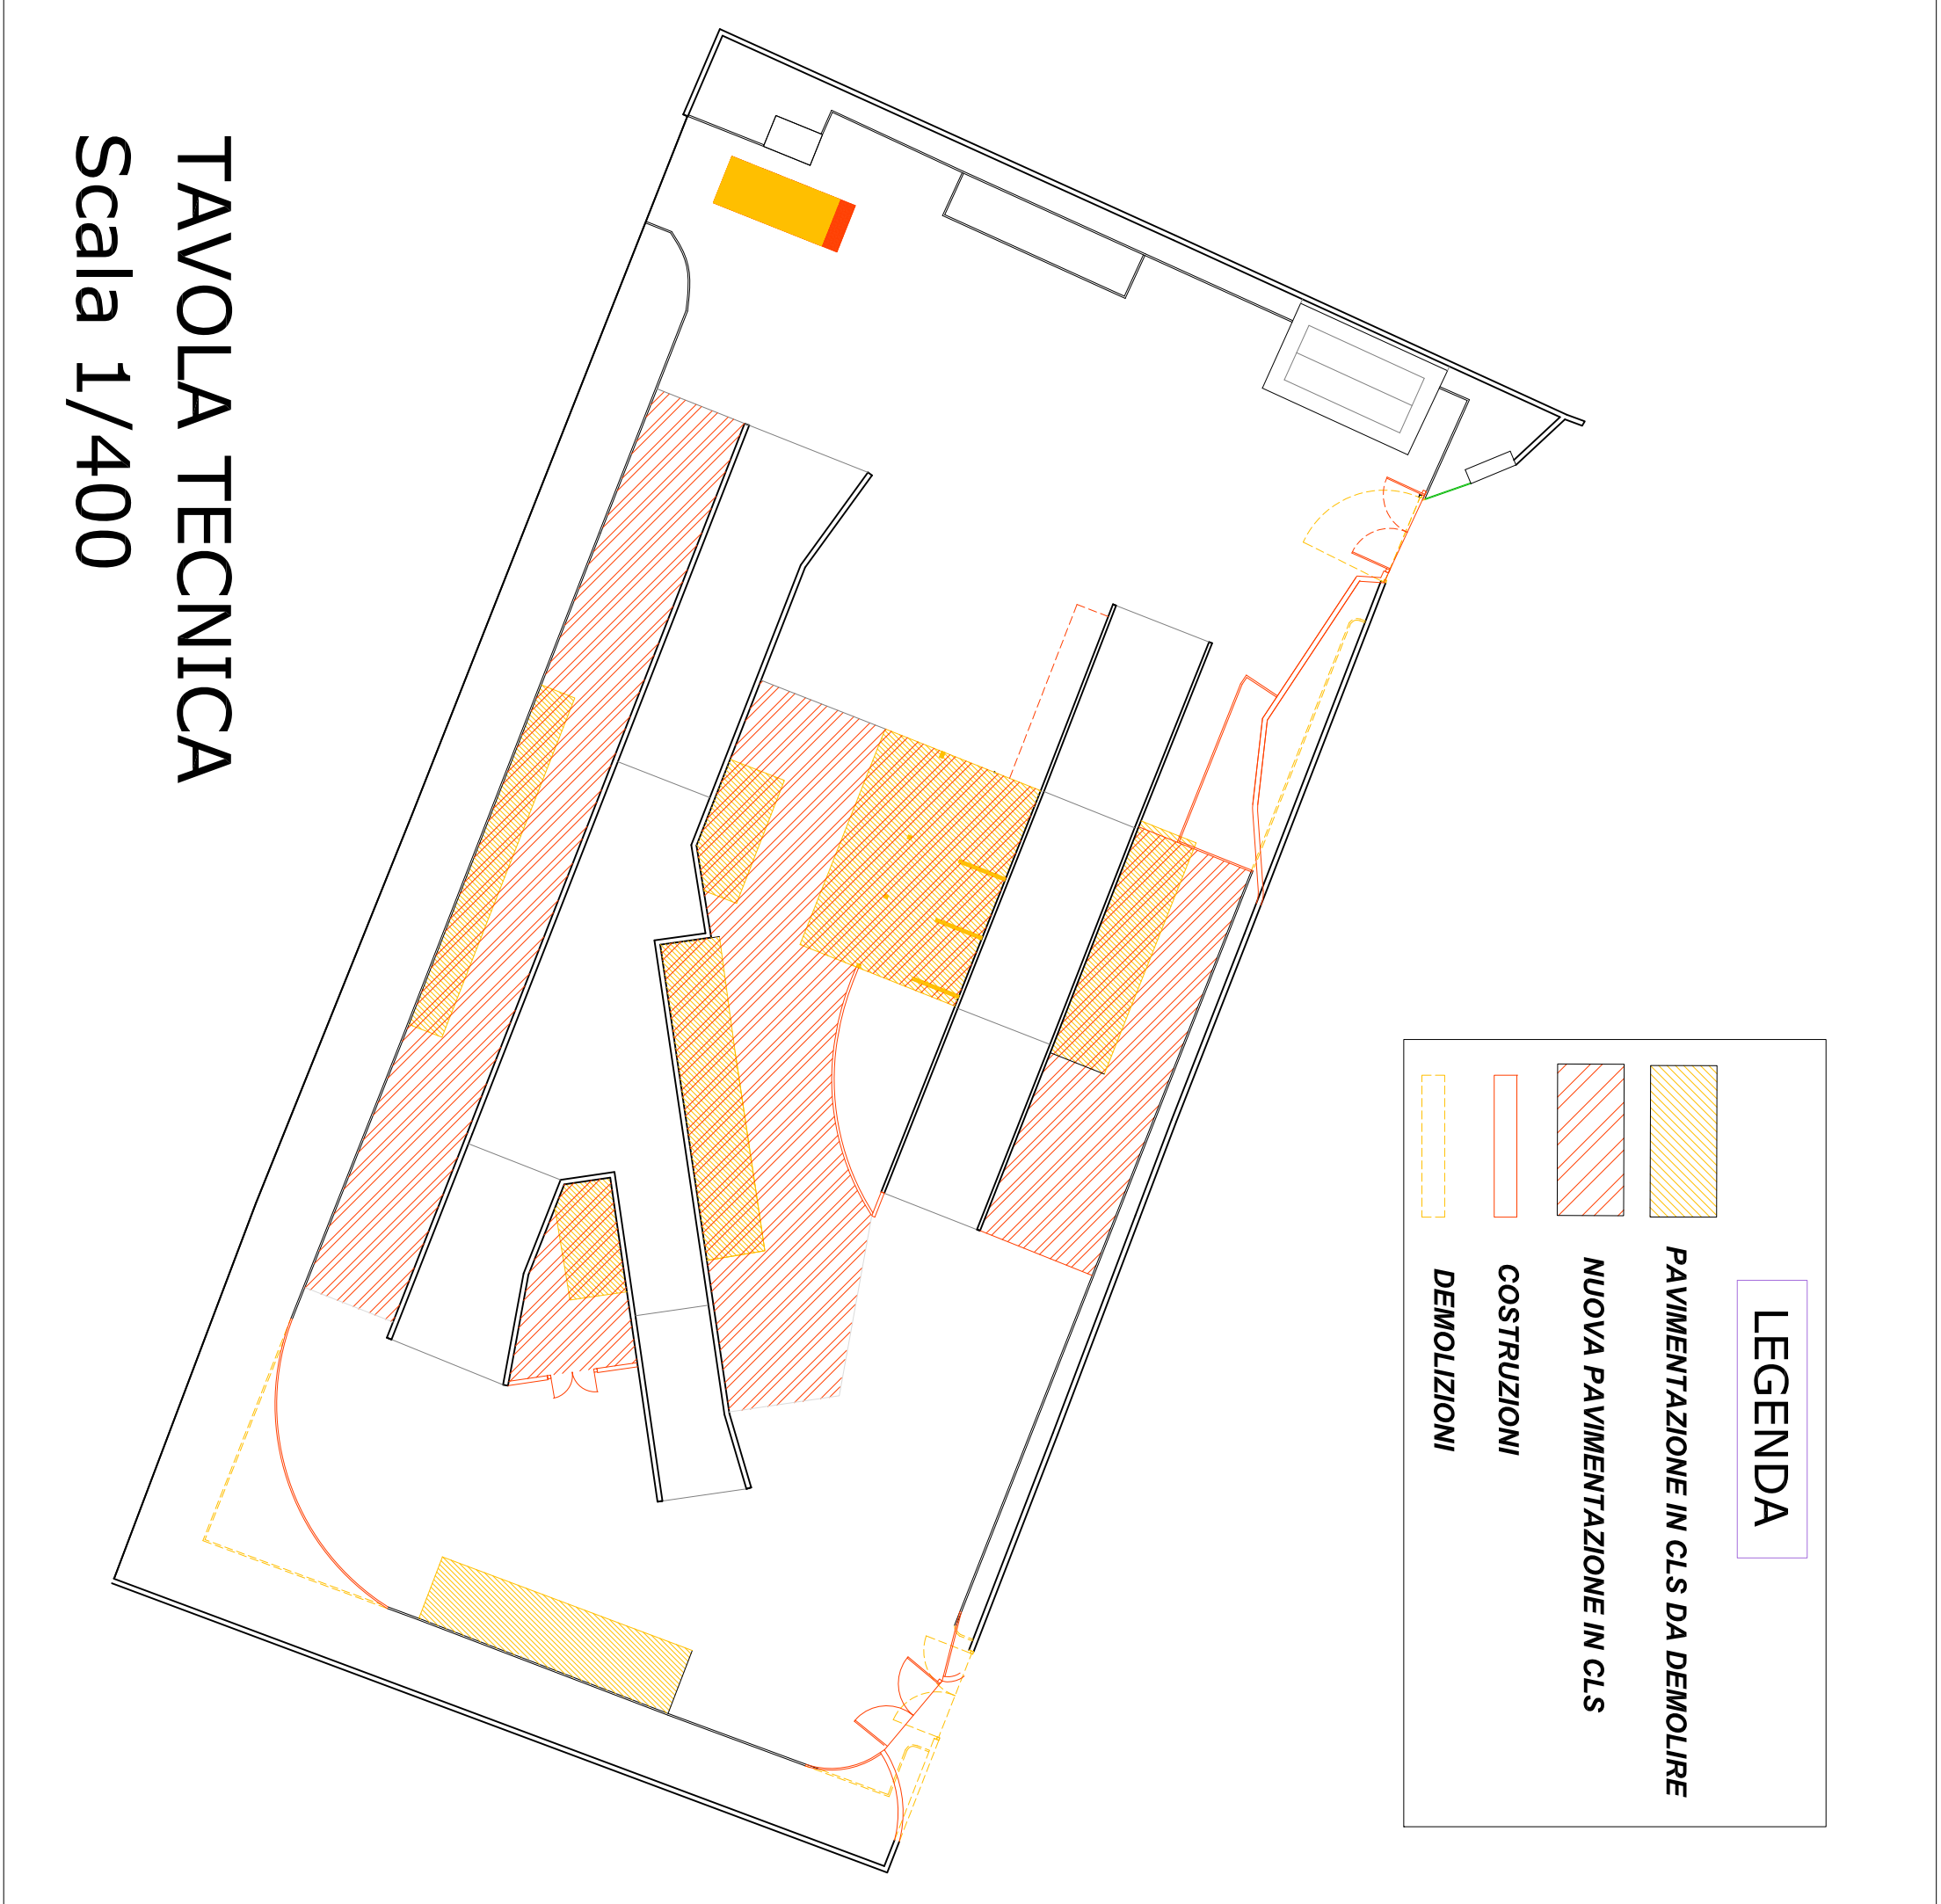 TAVOLA TECNICA
Scala 1/400
LEGENDA
PAVIMENTAZIONE IN CLS DA DEMOLIRE
NUOVA PAVIMENTAZIONE IN CLS
COSTRUZIONI
DEMOLIZIONI